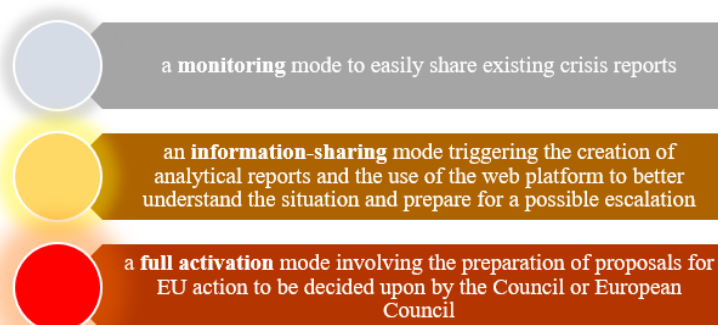 a monitoring mode to easily share existing crisis reports
an information-sharing mode triggering the creation of
analytical reports and the use of the web platform to better
understand the situation and prepare for a possible escalation
a full activation mode involving the preparation of proposals for
EU action to be decided upon by the Council or European
Council